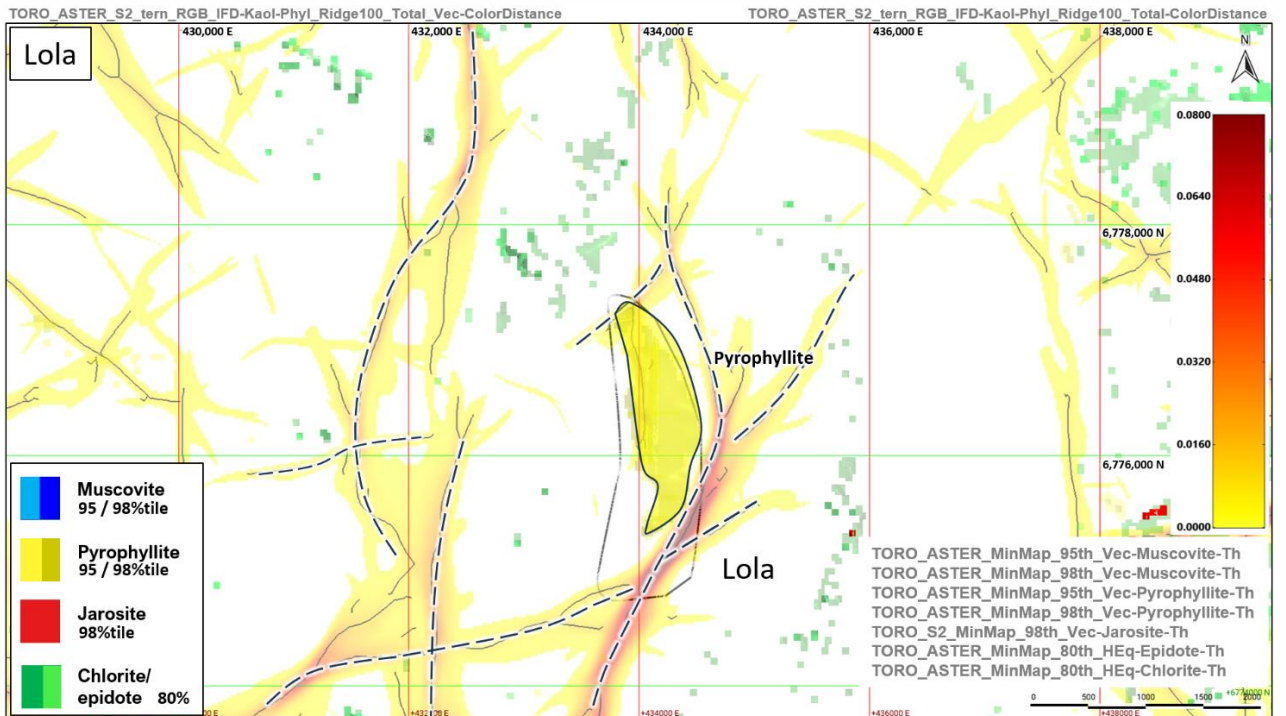 TORO_ASTER_S2_tern_RGB_IFD-Kaol-Phyl_Ridge100_Total_Vec-ColorDistance
TORO_ASTER_S2_tern_RGB_IFD-Kaol-Phyl_Ridge100_Total-ColorDistance
Lola
430,000 E
432,000 E
434,000 E
436,000 E
438,000 E
N
0.0800
0.0640
0.0480
0.0320
0.0160
0.0000
6,778,000 N
6,776,000 N
Pyrophyllite
Lola
Muscovite
95 / 98%tile
Pyrophyllite
95 / 98%tile
Jarosite
98%tile
Chlorite/
epidote 80%
TORO_ASTER_MinMap_95th_Vec-Muscovite-Th
TORO_ASTER_MinMap_98th_Vec-Muscovite-Th
TORO_ASTER_MinMap_95th_Vec-Pyrophyllite-Th
TORO_ASTER_MinMap_98th_Vec-Pyrophyllite-Th
TORO_S2_MinMap_98th_Vec-Jarosite-Th
TORO_ASTER_MinMap_80th_HEq-Epidote-Th
TORO_ASTER_MinMap_80th_HEq-Chlorite-Th
0 500 1000 1500 2000
+6774000 N
+434000 E
+436000 E
+438000 E